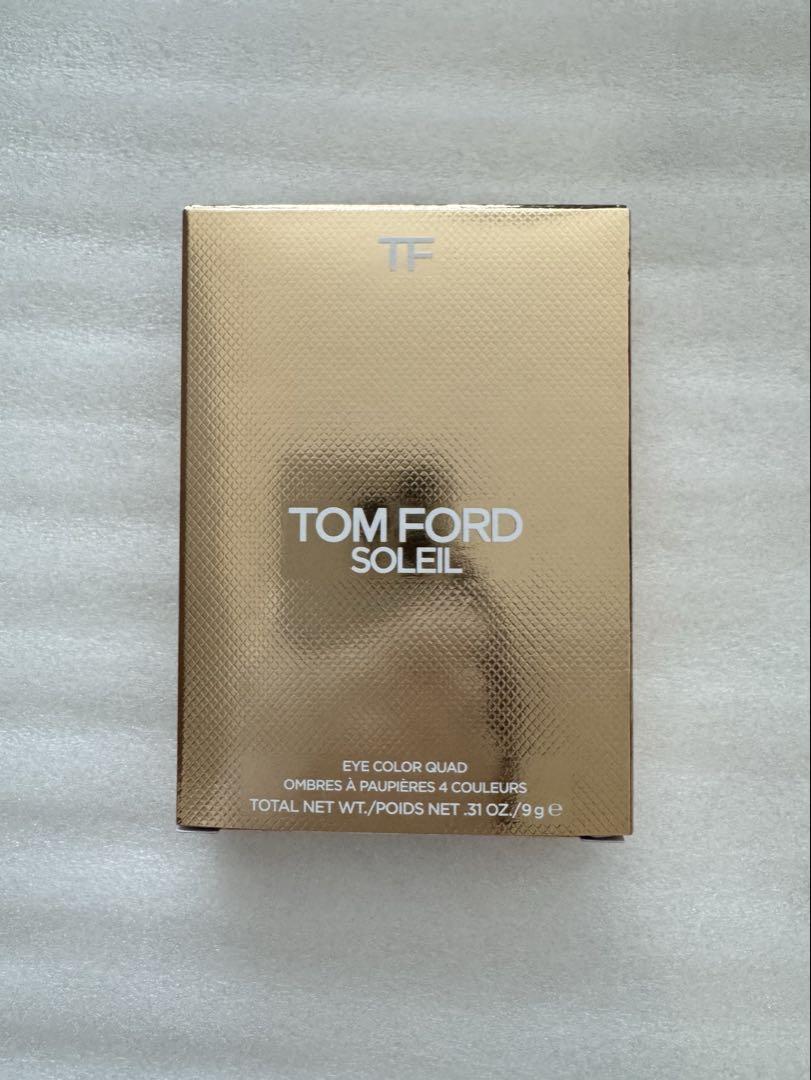 TF
TOM FORD
SOLEIL
EYE COLOR QUAD
OMBRES À PAUPIÈRES 4 COULEURS
TOTAL NET WT./POIDS NET .31 OZ./9 g ℮